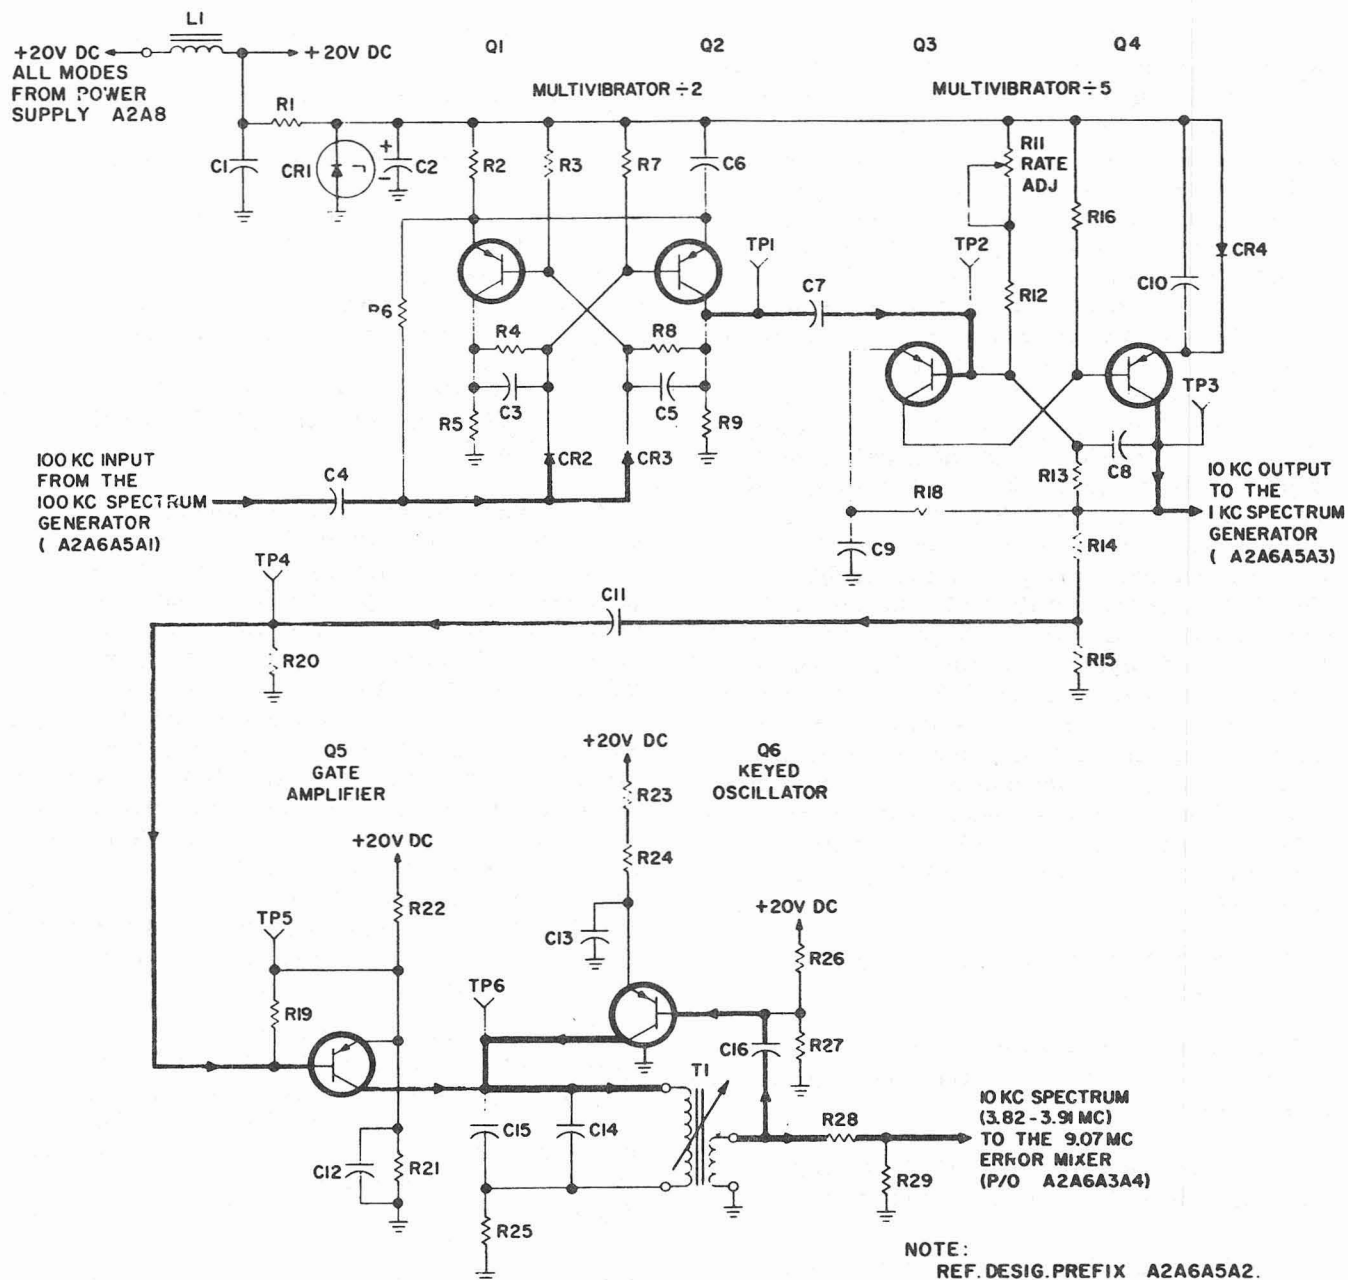 L1
+20V DC
ALL MODES
FROM POWER
SUPPLY A2A8
+20V DC
Q1
Q2
Q3
Q4
MULTIVIBRATOR ÷2
MULTIVIBRATOR ÷5
R1
C1
CR1
+
-
C2
R2
R3
R7
C6
R11
RATE
ADJ
R16
TP1
TP2
C7
R12
C10
CR4
R6
R4
R8
C3
C5
R5
R9
TP3
CR2
CR3
C4
100 KC INPUT
FROM THE
100 KC SPECTRUM
GENERATOR
( A2A6A5A1)
R13
C8
R18
C9
R14
10 KC OUTPUT
TO THE
1 KC SPECTRUM
GENERATOR
( A2A6A5A3)
TP4
C11
R20
R15
Q5
GATE
AMPLIFIER
+20V DC
Q6
KEYED
OSCILLATOR
R23
R24
+20V DC
R22
TP5
C13
+20V DC
R26
R19
TP6
R27
C16
T1
C15
C14
R28
C12
R21
R29
R25
10 KC SPECTRUM
(3.82-3.91 MC)
TO THE 9.07 MC
ERROR MIXER
(P/O A2A6A3A4)
NOTE:
REF. DESIG. PREFIX A2A6A5A2.